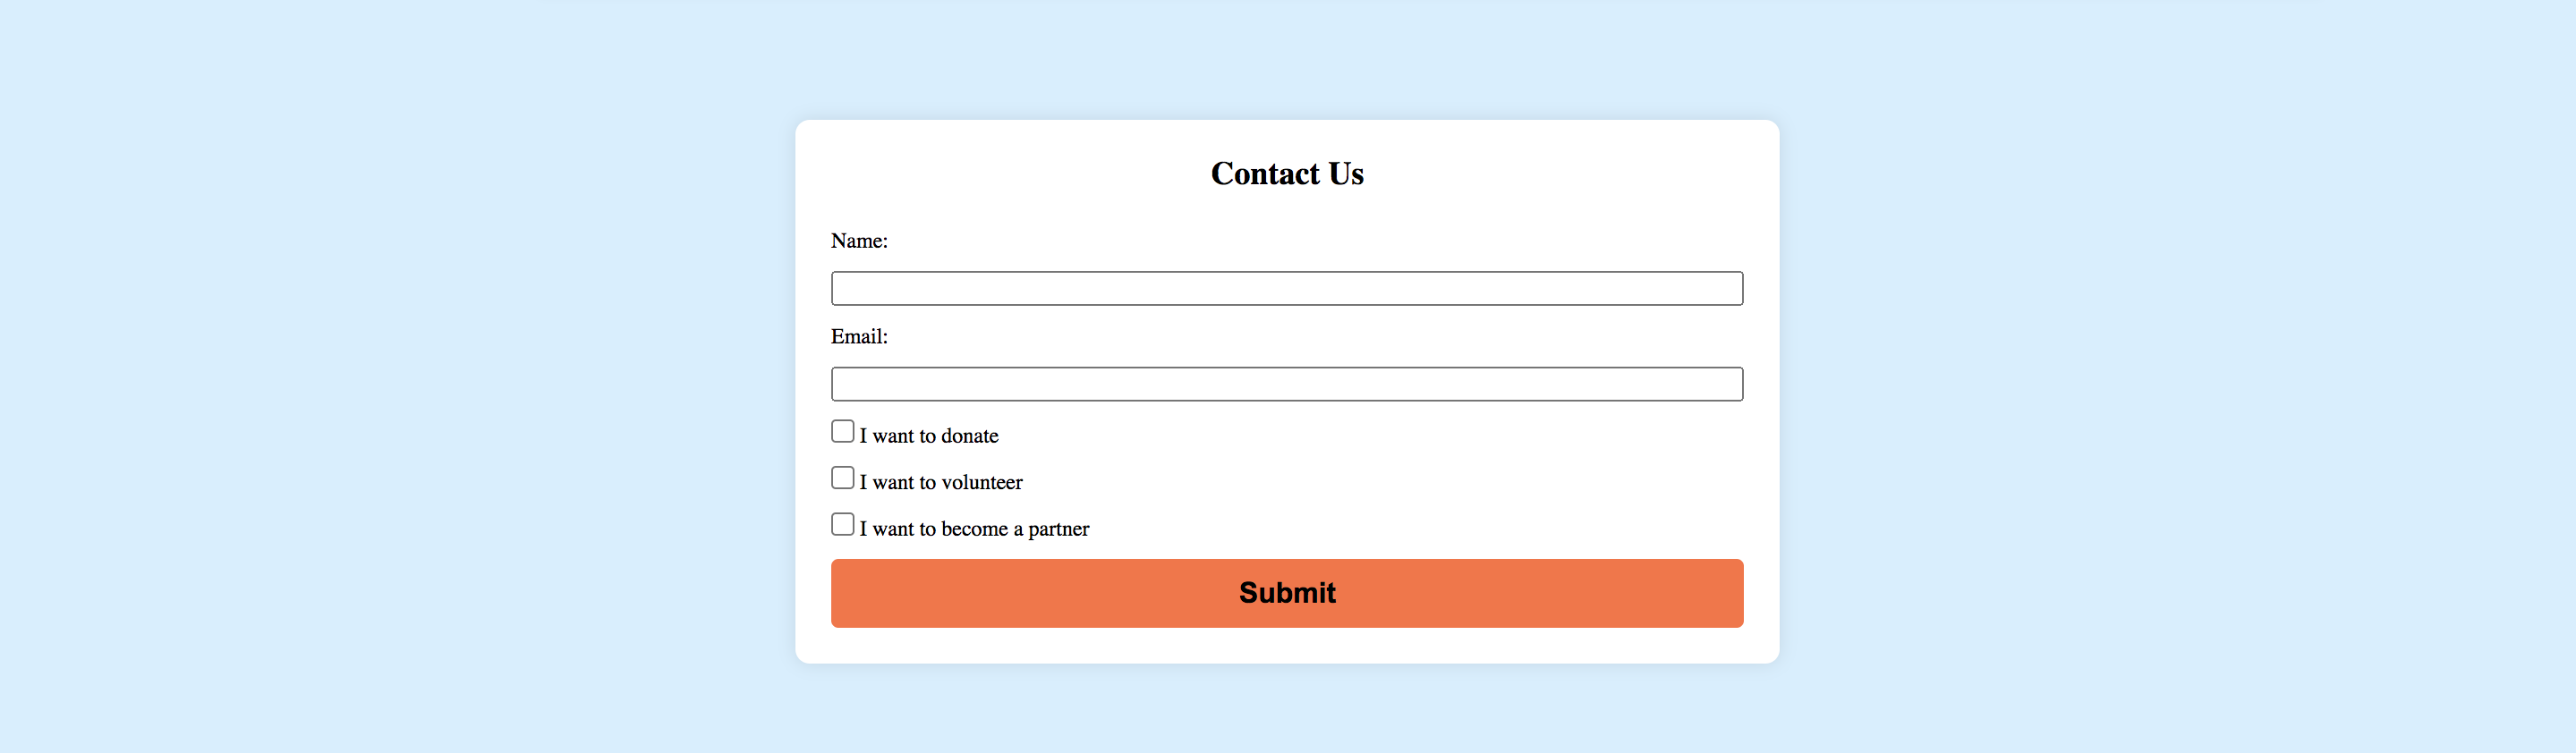 Contact Us
Name:
Email:
I want to donate
I want to volunteer
I want to become a partner
Submit